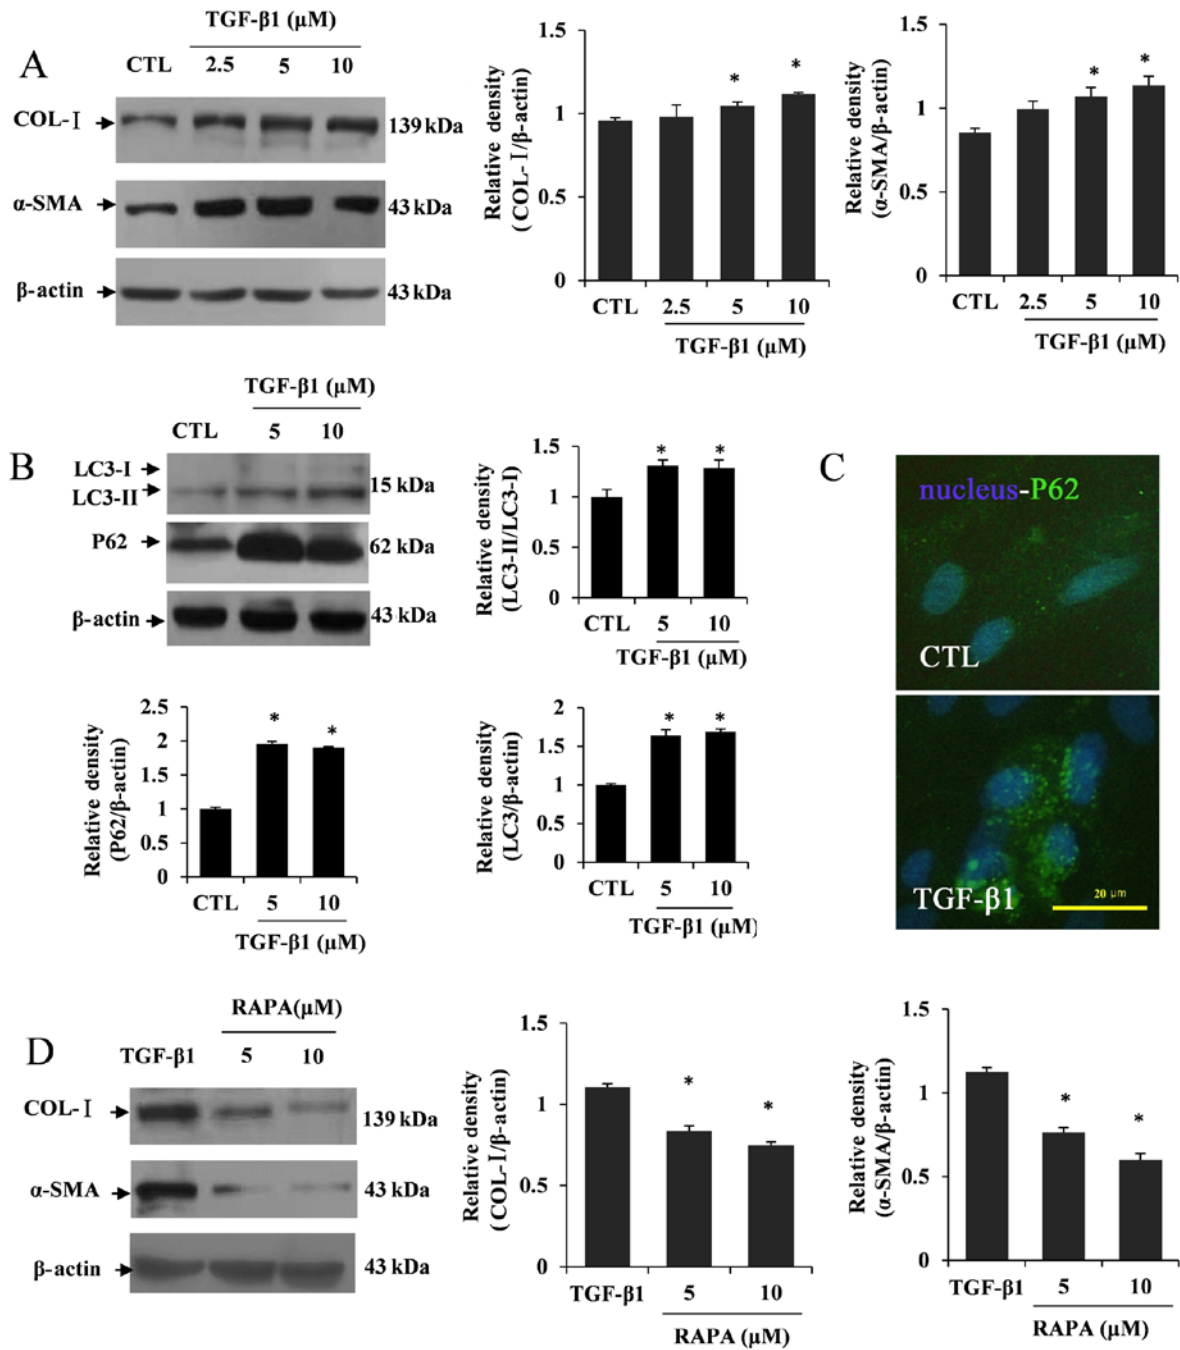 A
TGF-β1 (μM)
CTL 2.5 5 10
COL-Ⅰ 139 kDa
α-SMA 43 kDa
β-actin 43 kDa
Relative density
(COL-Ⅰ/β-actin)
1.5
1
0.5
0
* *
CTL 2.5 5 10
TGF-β1 (μM)
Relative density
(α-SMA/β-actin)
1.5
1
0.5
0
* *
CTL 2.5 5 10
TGF-β1 (μM)
B
TGF-β1 (μM)
CTL 5 10
LC3-I
LC3-II 15 kDa
P62 62 kDa
β-actin 43 kDa
Relative density
(LC3-II/LC3-I)
1.5
1
0.5
0
* *
CTL 5 10
TGF-β1 (μM)
C
nucleus-P62
CTL
TGF-β1
20 μm
Relative density
(P62/β-actin)
2.5
2
1.5
1
0.5
0
* *
CTL 5 10
TGF-β1 (μM)
Relative density
(LC3/β-actin)
2
1.5
1
0.5
0
* *
CTL 5 10
TGF-β1 (μM)
D
RAPA(μM)
TGF-β1 5 10
COL-Ⅰ 139 kDa
α-SMA 43 kDa
β-actin 43 kDa
Relative density
(COL-Ⅰ/β-actin)
1.5
1
0.5
0
* *
TGF-β1 5 10
RAPA (μM)
Relative density
(α-SMA/β-actin)
1.5
1
0.5
0
* *
TGF-β1 5 10
RAPA (μM)